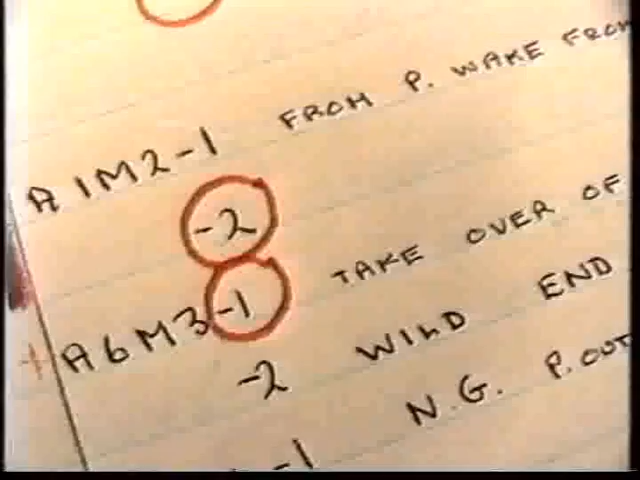 A1M2-1 FROM P. WAKE FROM
-2
A6M3-1 TAKE OVER OF
-2 WILD END
-1 N.G. P.OUT